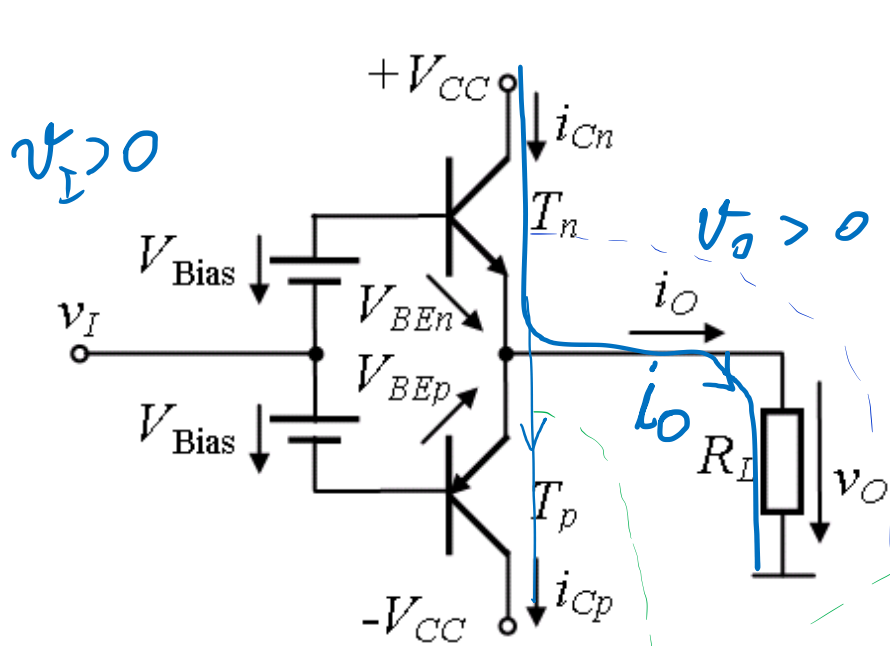 +V_CC
i_Cn
v_I>0
T_n
v_o > 0
V_Bias
V_BEn
i_O
v_I
V_BEp
i_O
V_Bias
R_L
v_O
T_p
i_Cp
-V_CC